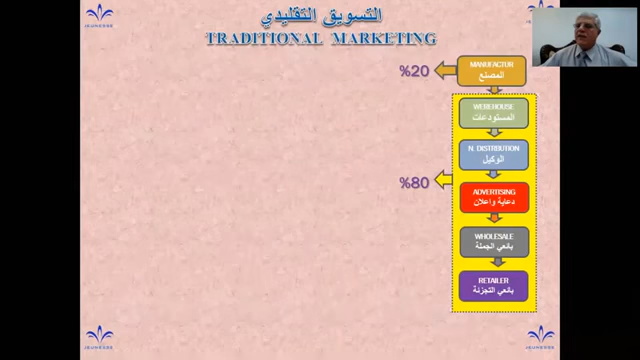 التسويق التقليدي
TRADITIONAL MARKETING
MANUFACTUR
المصنع
%20
WEREHOUSE
المستودعات
N. DISTRBUTION
الوكيل
%80
ADVERTISING
دعاية واعلان
WHOLESALE
بائعي الجملة
RETAILER
بائعي التجزئة